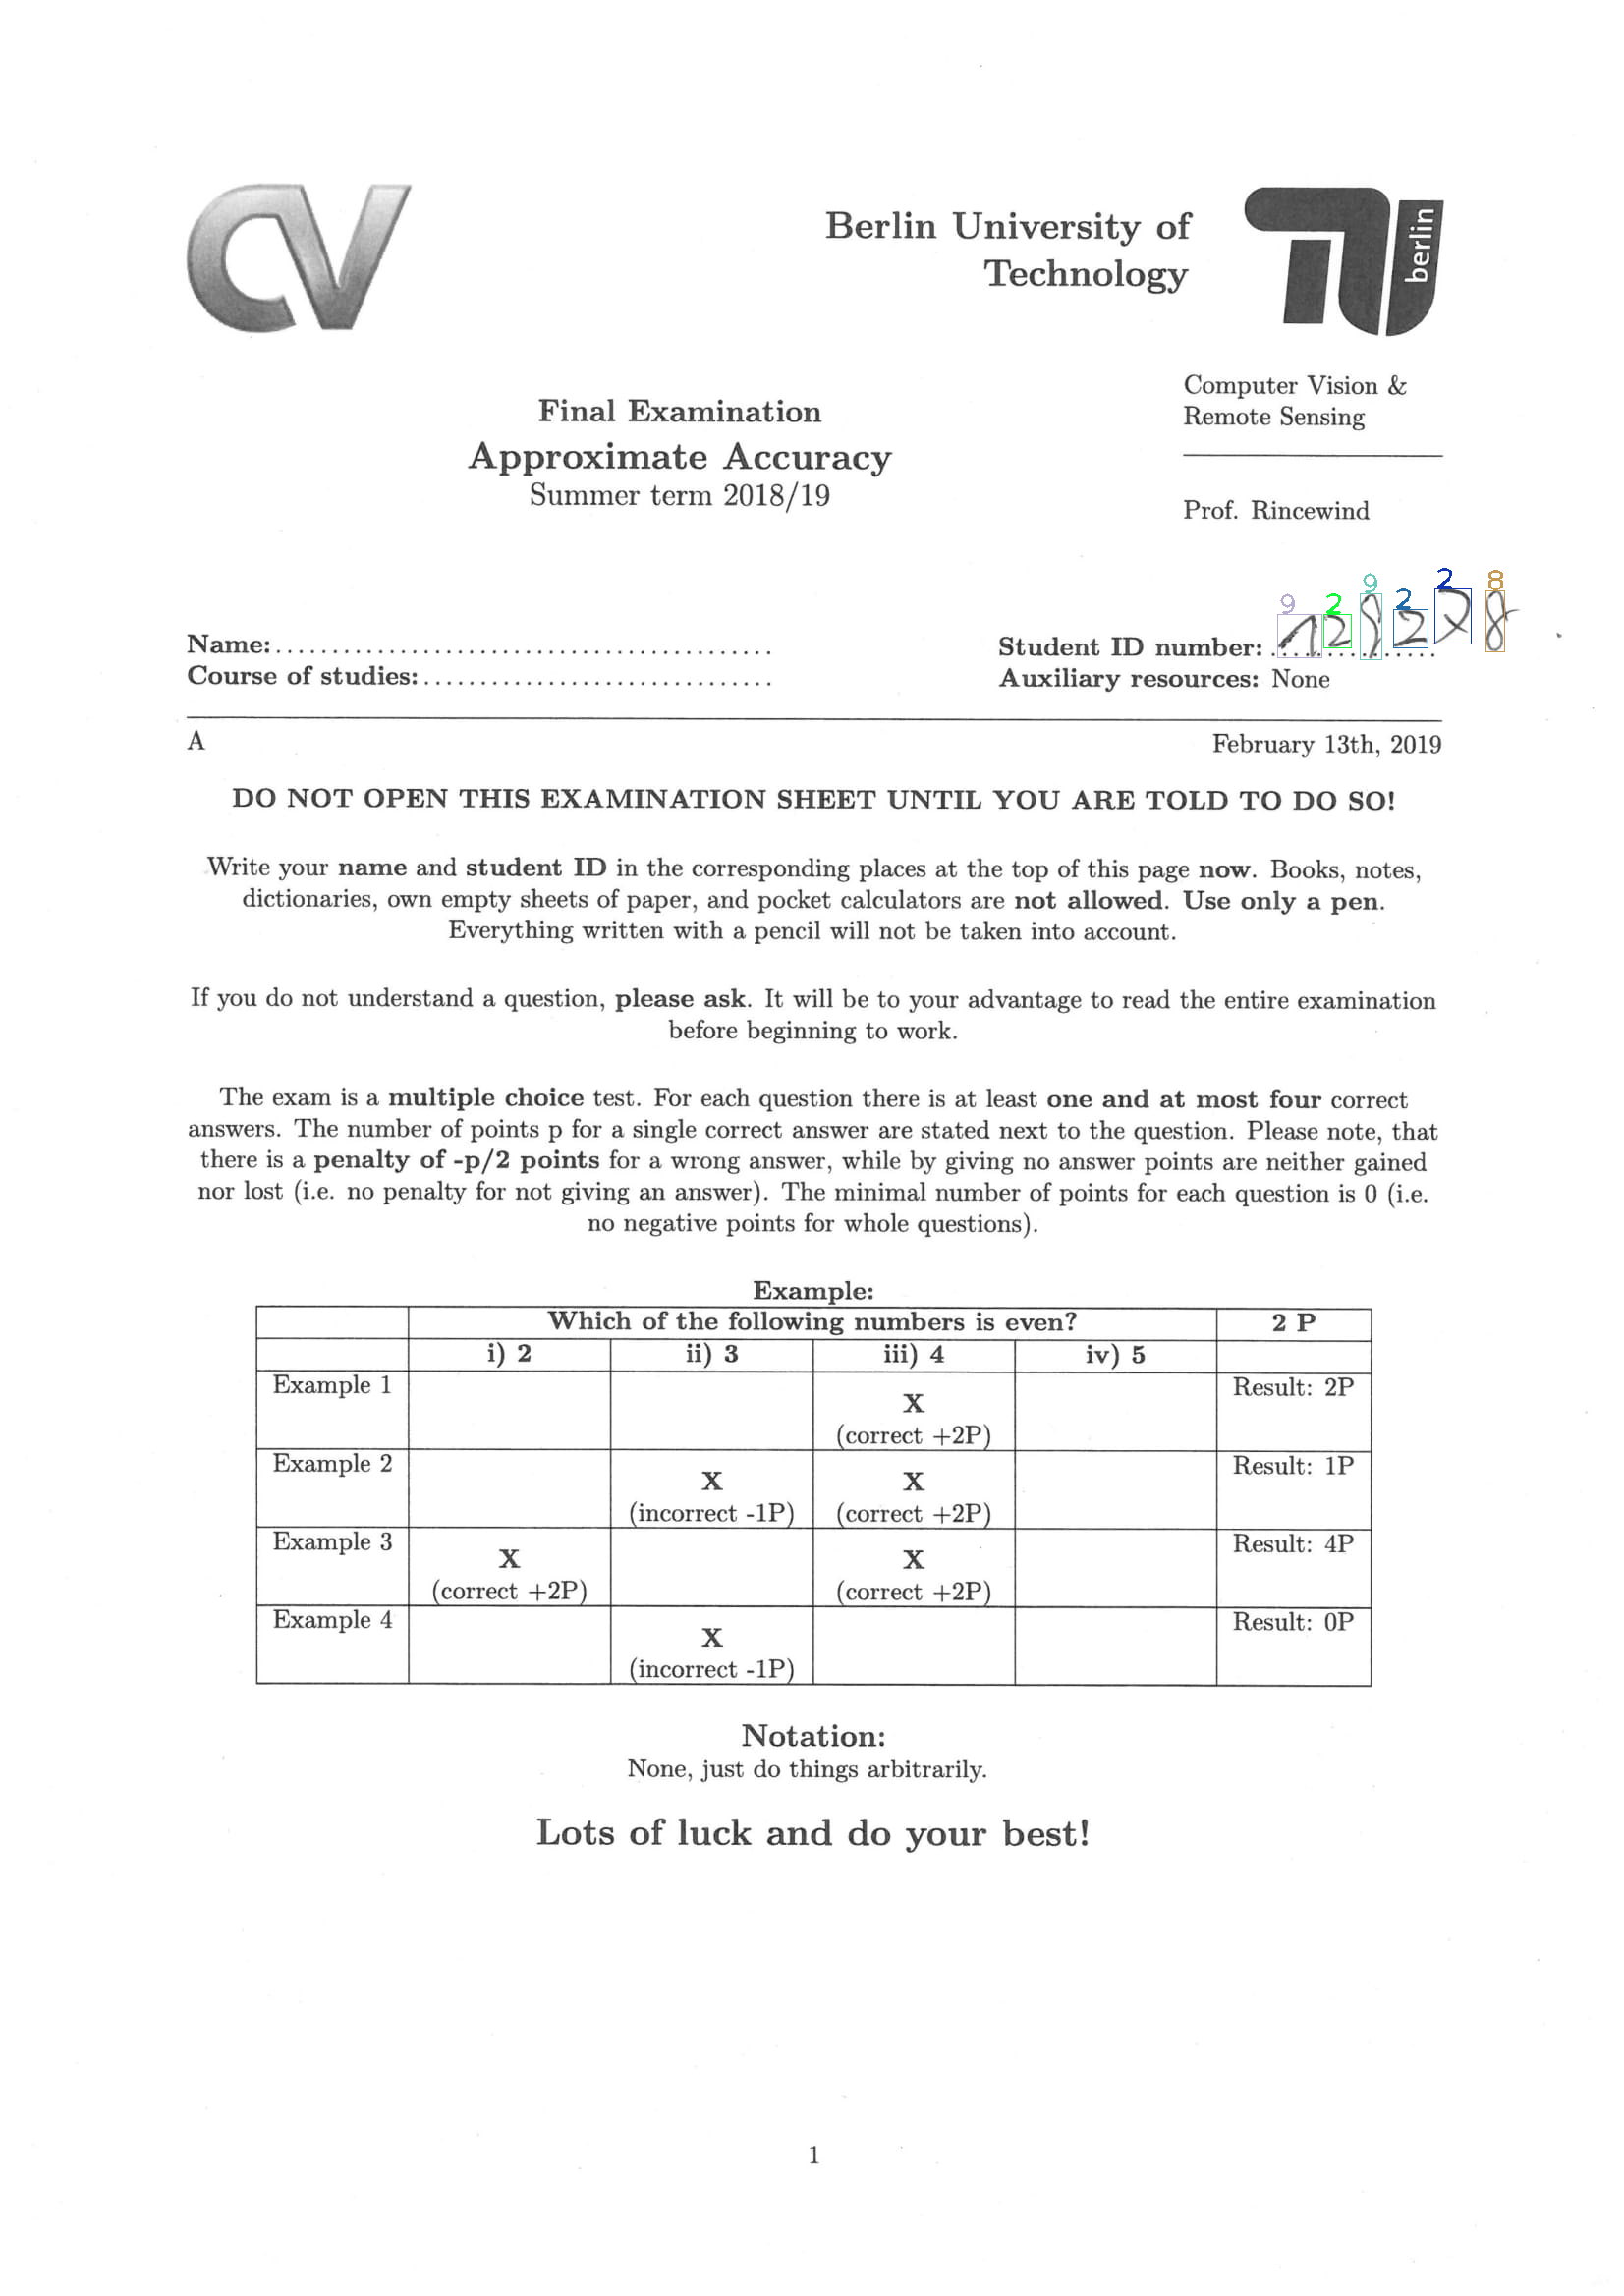 CV
Berlin University of
Technology
berlin
Computer Vision &
Remote Sensing
Final Examination
Approximate Accuracy
Summer term 2018/19
Prof. Rincewind
9 2 9 2 2 8
Name:............................................
Course of studies:...............................
Student ID number: 129228
Auxiliary resources: None
A
February 13th, 2019
DO NOT OPEN THIS EXAMINATION SHEET UNTIL YOU ARE TOLD TO DO SO!
Write your name and student ID in the corresponding places at the top of this page now. Books, notes,
dictionaries, own empty sheets of paper, and pocket calculators are not allowed. Use only a pen.
Everything written with a pencil will not be taken into account.
If you do not understand a question, please ask. It will be to your advantage to read the entire examination
before beginning to work.
The exam is a multiple choice test. For each question there is at least one and at most four correct
answers. The number of points p for a single correct answer are stated next to the question. Please note, that
there is a penalty of -p/2 points for a wrong answer, while by giving no answer points are neither gained
nor lost (i.e. no penalty for not giving an answer). The minimal number of points for each question is 0 (i.e.
no negative points for whole questions).
Example:
Which of the following numbers is even? 2 P
i) 2 ii) 3 iii) 4 iv) 5
Example 1 X Result: 2P
(correct +2P)
Example 2 X X Result: 1P
(incorrect -1P) (correct +2P)
Example 3 X X Result: 4P
(correct +2P) (correct +2P)
Example 4 X Result: 0P
(incorrect -1P)
Notation:
None, just do things arbitrarily.
Lots of luck and do your best!
1